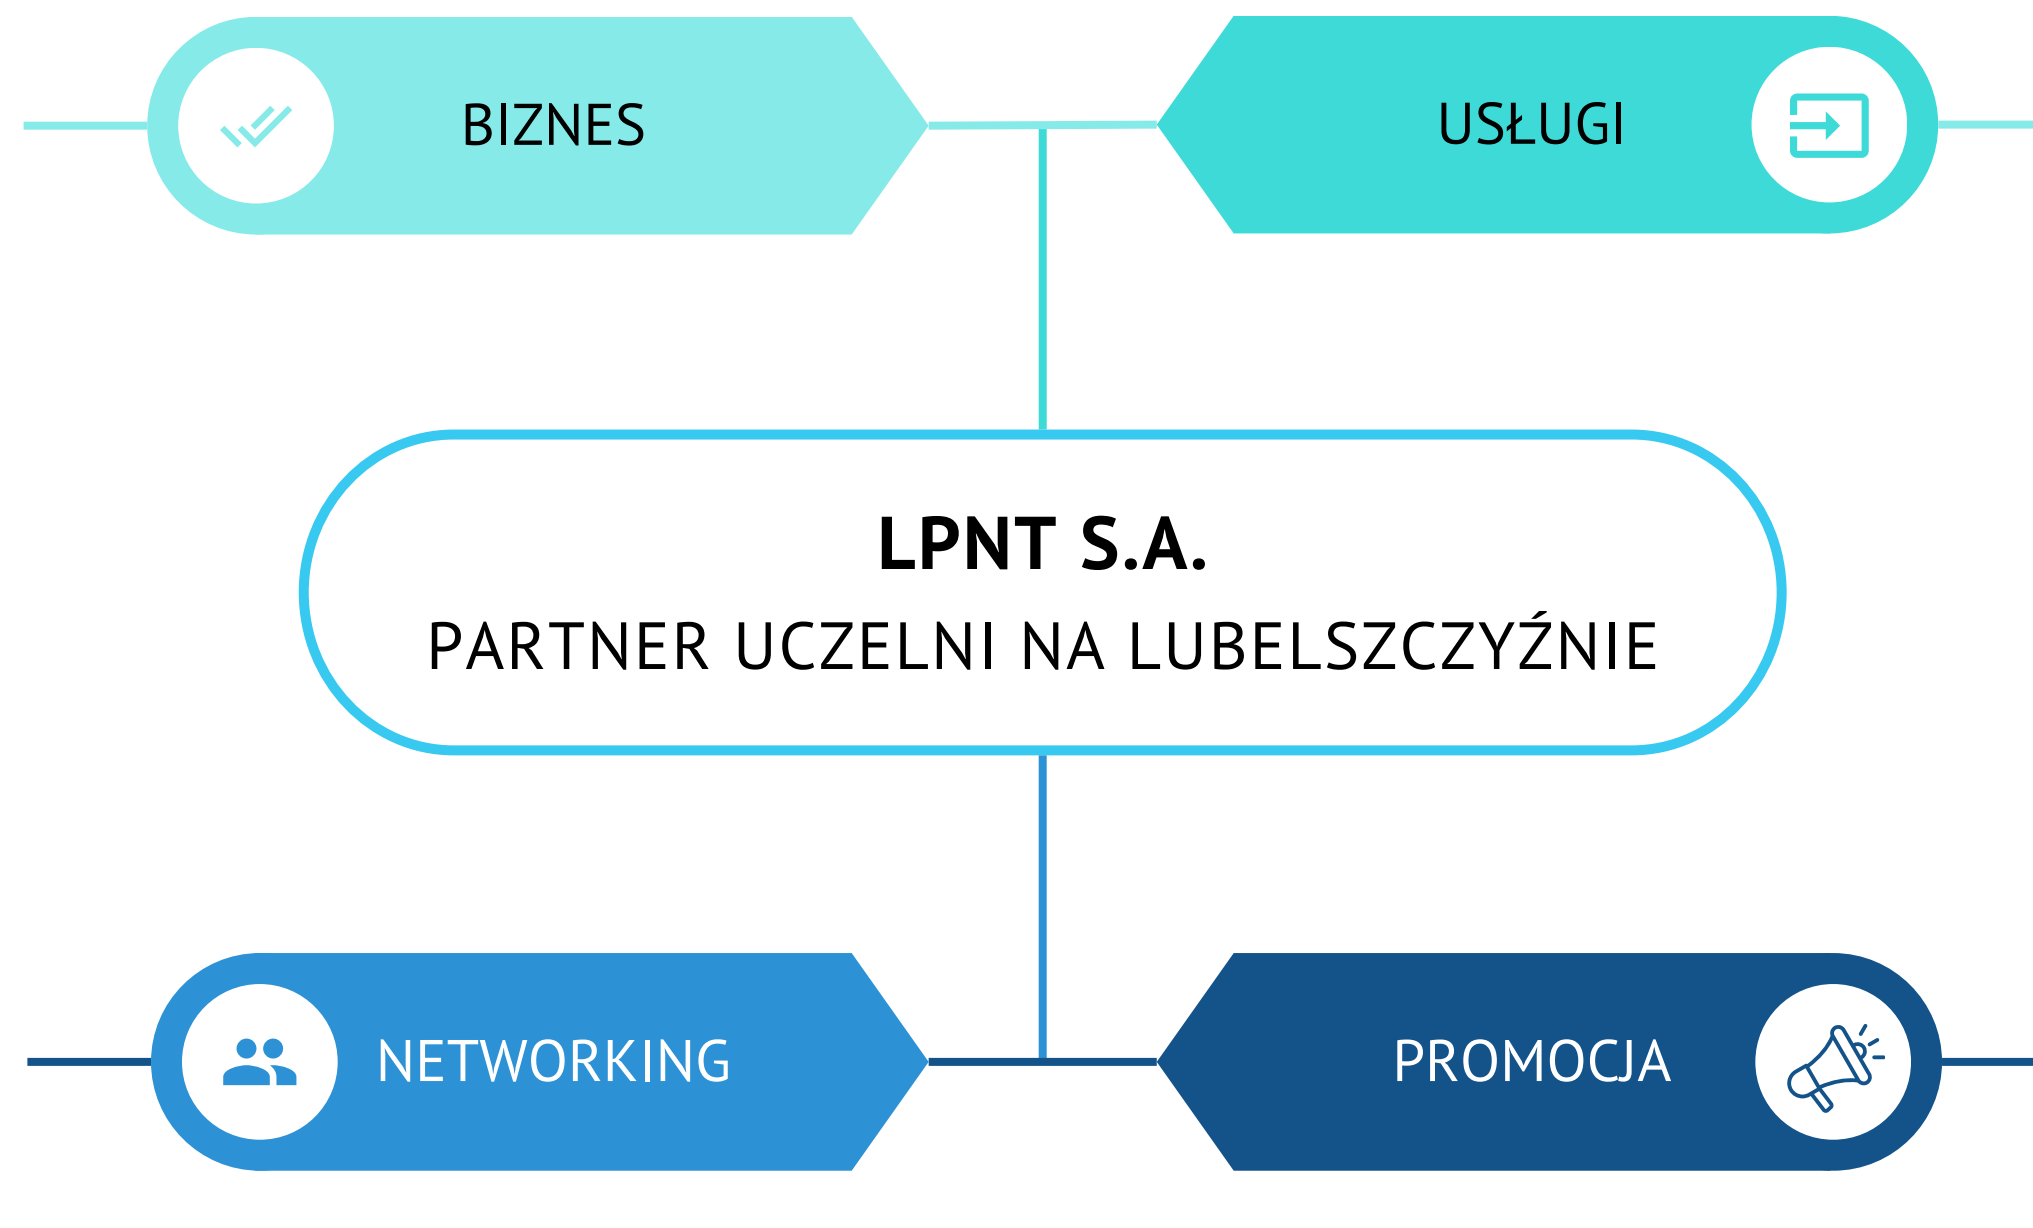 BIZNES
USŁUGI
LPNT S.A.
PARTNER UCZELNI NA LUBELSZCZYŹNIE
NETWORKING
PROMOCJA